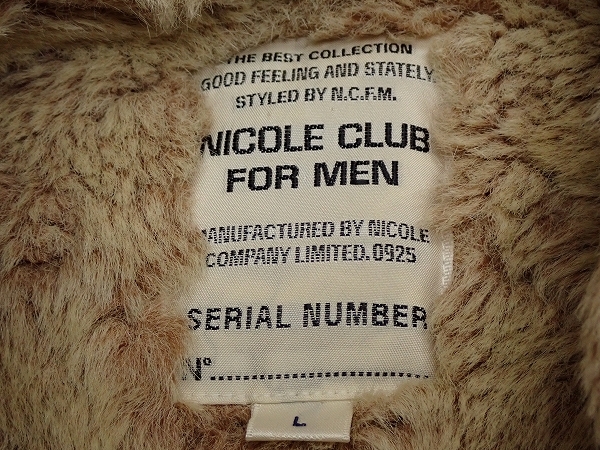 THE BEST COLLECTION
GOOD FEELING AND STATELY
STYLED BY N.C.F.M.
NICOLE CLUB
FOR MEN
MANUFACTURED BY NICOLE
COMPANY LIMITED.0925
SERIAL NUMBER
N°..............................
L